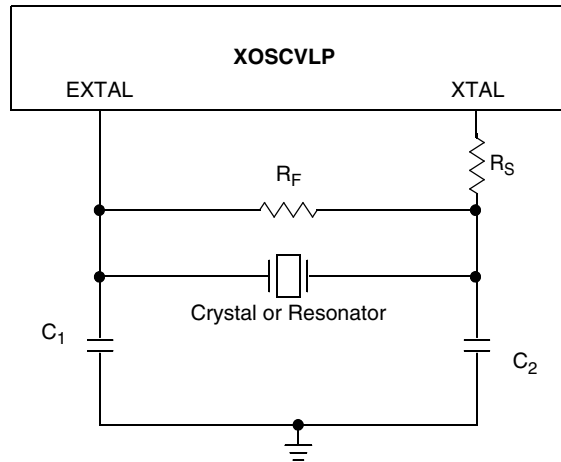 XOSCVLP
EXTAL XTAL
R_F
R_S
Crystal or Resonator
C_1
C_2